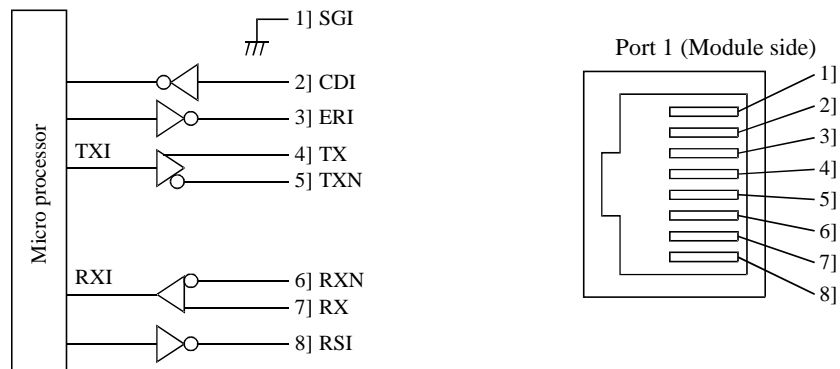 1] SGI
2] CDI
3] ERI
TXI
4] TX
5] TXN
Micro processor
RXI
6] RXN
7] RX
8] RSI
Port 1 (Module side)
1]
2]
3]
4]
5]
6]
7]
8]